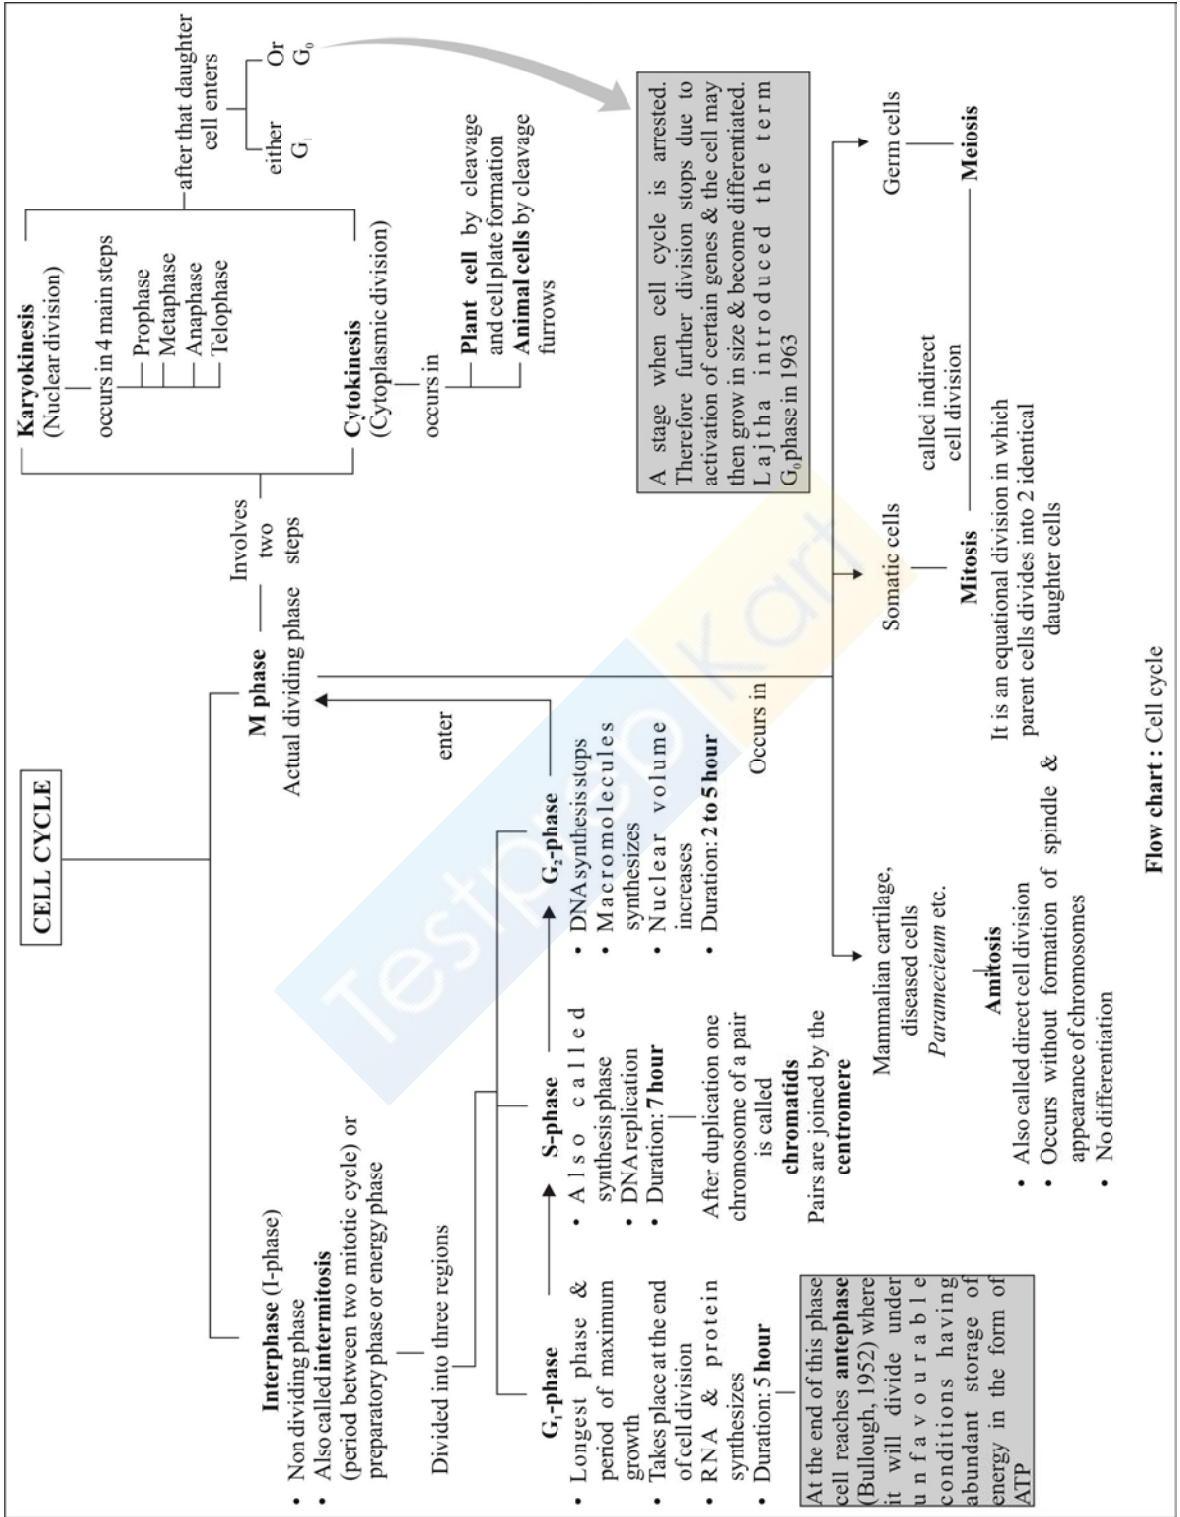 CELL CYCLE
Interphase (I-phase)
• Non dividing phase
• Also called intermitosis
(period between two mitotic cycle) or
preparatory phase or energy phase
Divided into three regions
G₁-phase
• Longest phase &
period of maximum
growth
• Takes place at the end
of cell division
• RNA & protein
synthesizes
• Duration: 5 hour
At the end of this phase
cell reaches antephase
(Bullough, 1952) where
it will divide under
unfavourable
conditions having
abundant storage of
energy in the form of
ATP
S-phase
• Also called
synthesis phase
• DNA replication
• Duration: 7 hour
After duplication one
chromosome of a pair
is called
chromatids
Pairs are joined by the
centromere
G₂-phase
• DNA synthesis stops
• Macromolecules
synthesizes
• Nuclear volume
increases
• Duration: 2 to 5 hour
enter
M phase
Actual dividing phase
Involves
two
steps
Karyokinesis
(Nuclear division)
occurs in 4 main steps
Prophase
Metaphase
Anaphase
Telophase
Cytokinesis
(Cytoplasmic division)
occurs in
Plant cell by cleavage
and cell plate formation
Animal cells by cleavage
furrows
after that daughter
cell enters
either
G₁
Or
G₀
A stage when cell cycle is arrested.
Therefore further division stops due to
activation of certain genes & the cell may
then grow in size & become differentiated.
Lajtha introduced the term
G₀ phase in 1963
Occurs in
Mammalian cartilage,
diseased cells
Paramecieum etc.
Amitosis
• Also called direct cell division
• Occurs without formation of spindle &
appearance of chromosomes
• No differentiation
Somatic cells
Mitosis
It is an equational division in which
parent cells divides into 2 identical
daughter cells
called indirect
cell division
Germ cells
Meiosis
Flow chart : Cell cycle
Testprep Kart